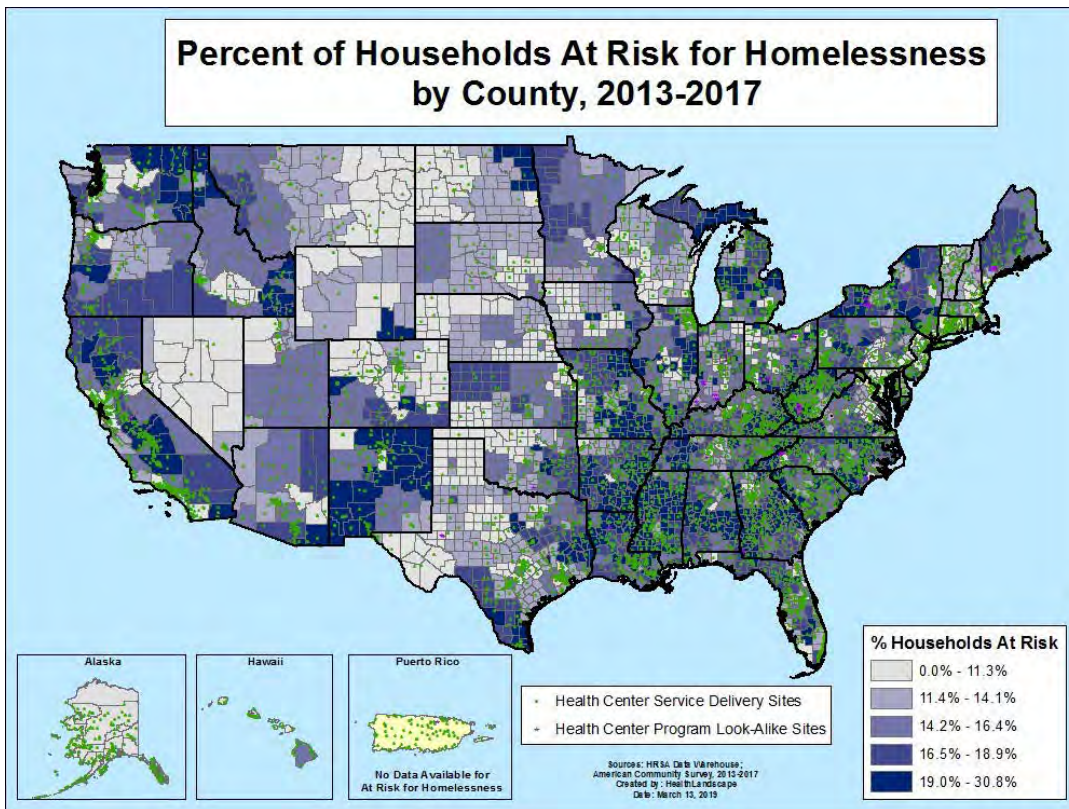 Percent of Households At Risk for Homelessness
by County, 2013-2017
Alaska
Hawaii
Puerto Rico
No Data Available for
At Risk for Homelessness
Health Center Service Delivery Sites
Health Center Program Look-Alike Sites
Sources: HRSA Data Warehouse;
American Community Survey, 2013-2017
Created by: HealthLandscape
Date: March 13, 2019
% Households At Risk
0.0% - 11.3%
11.4% - 14.1%
14.2% - 16.4%
16.5% - 18.9%
19.0% - 30.8%